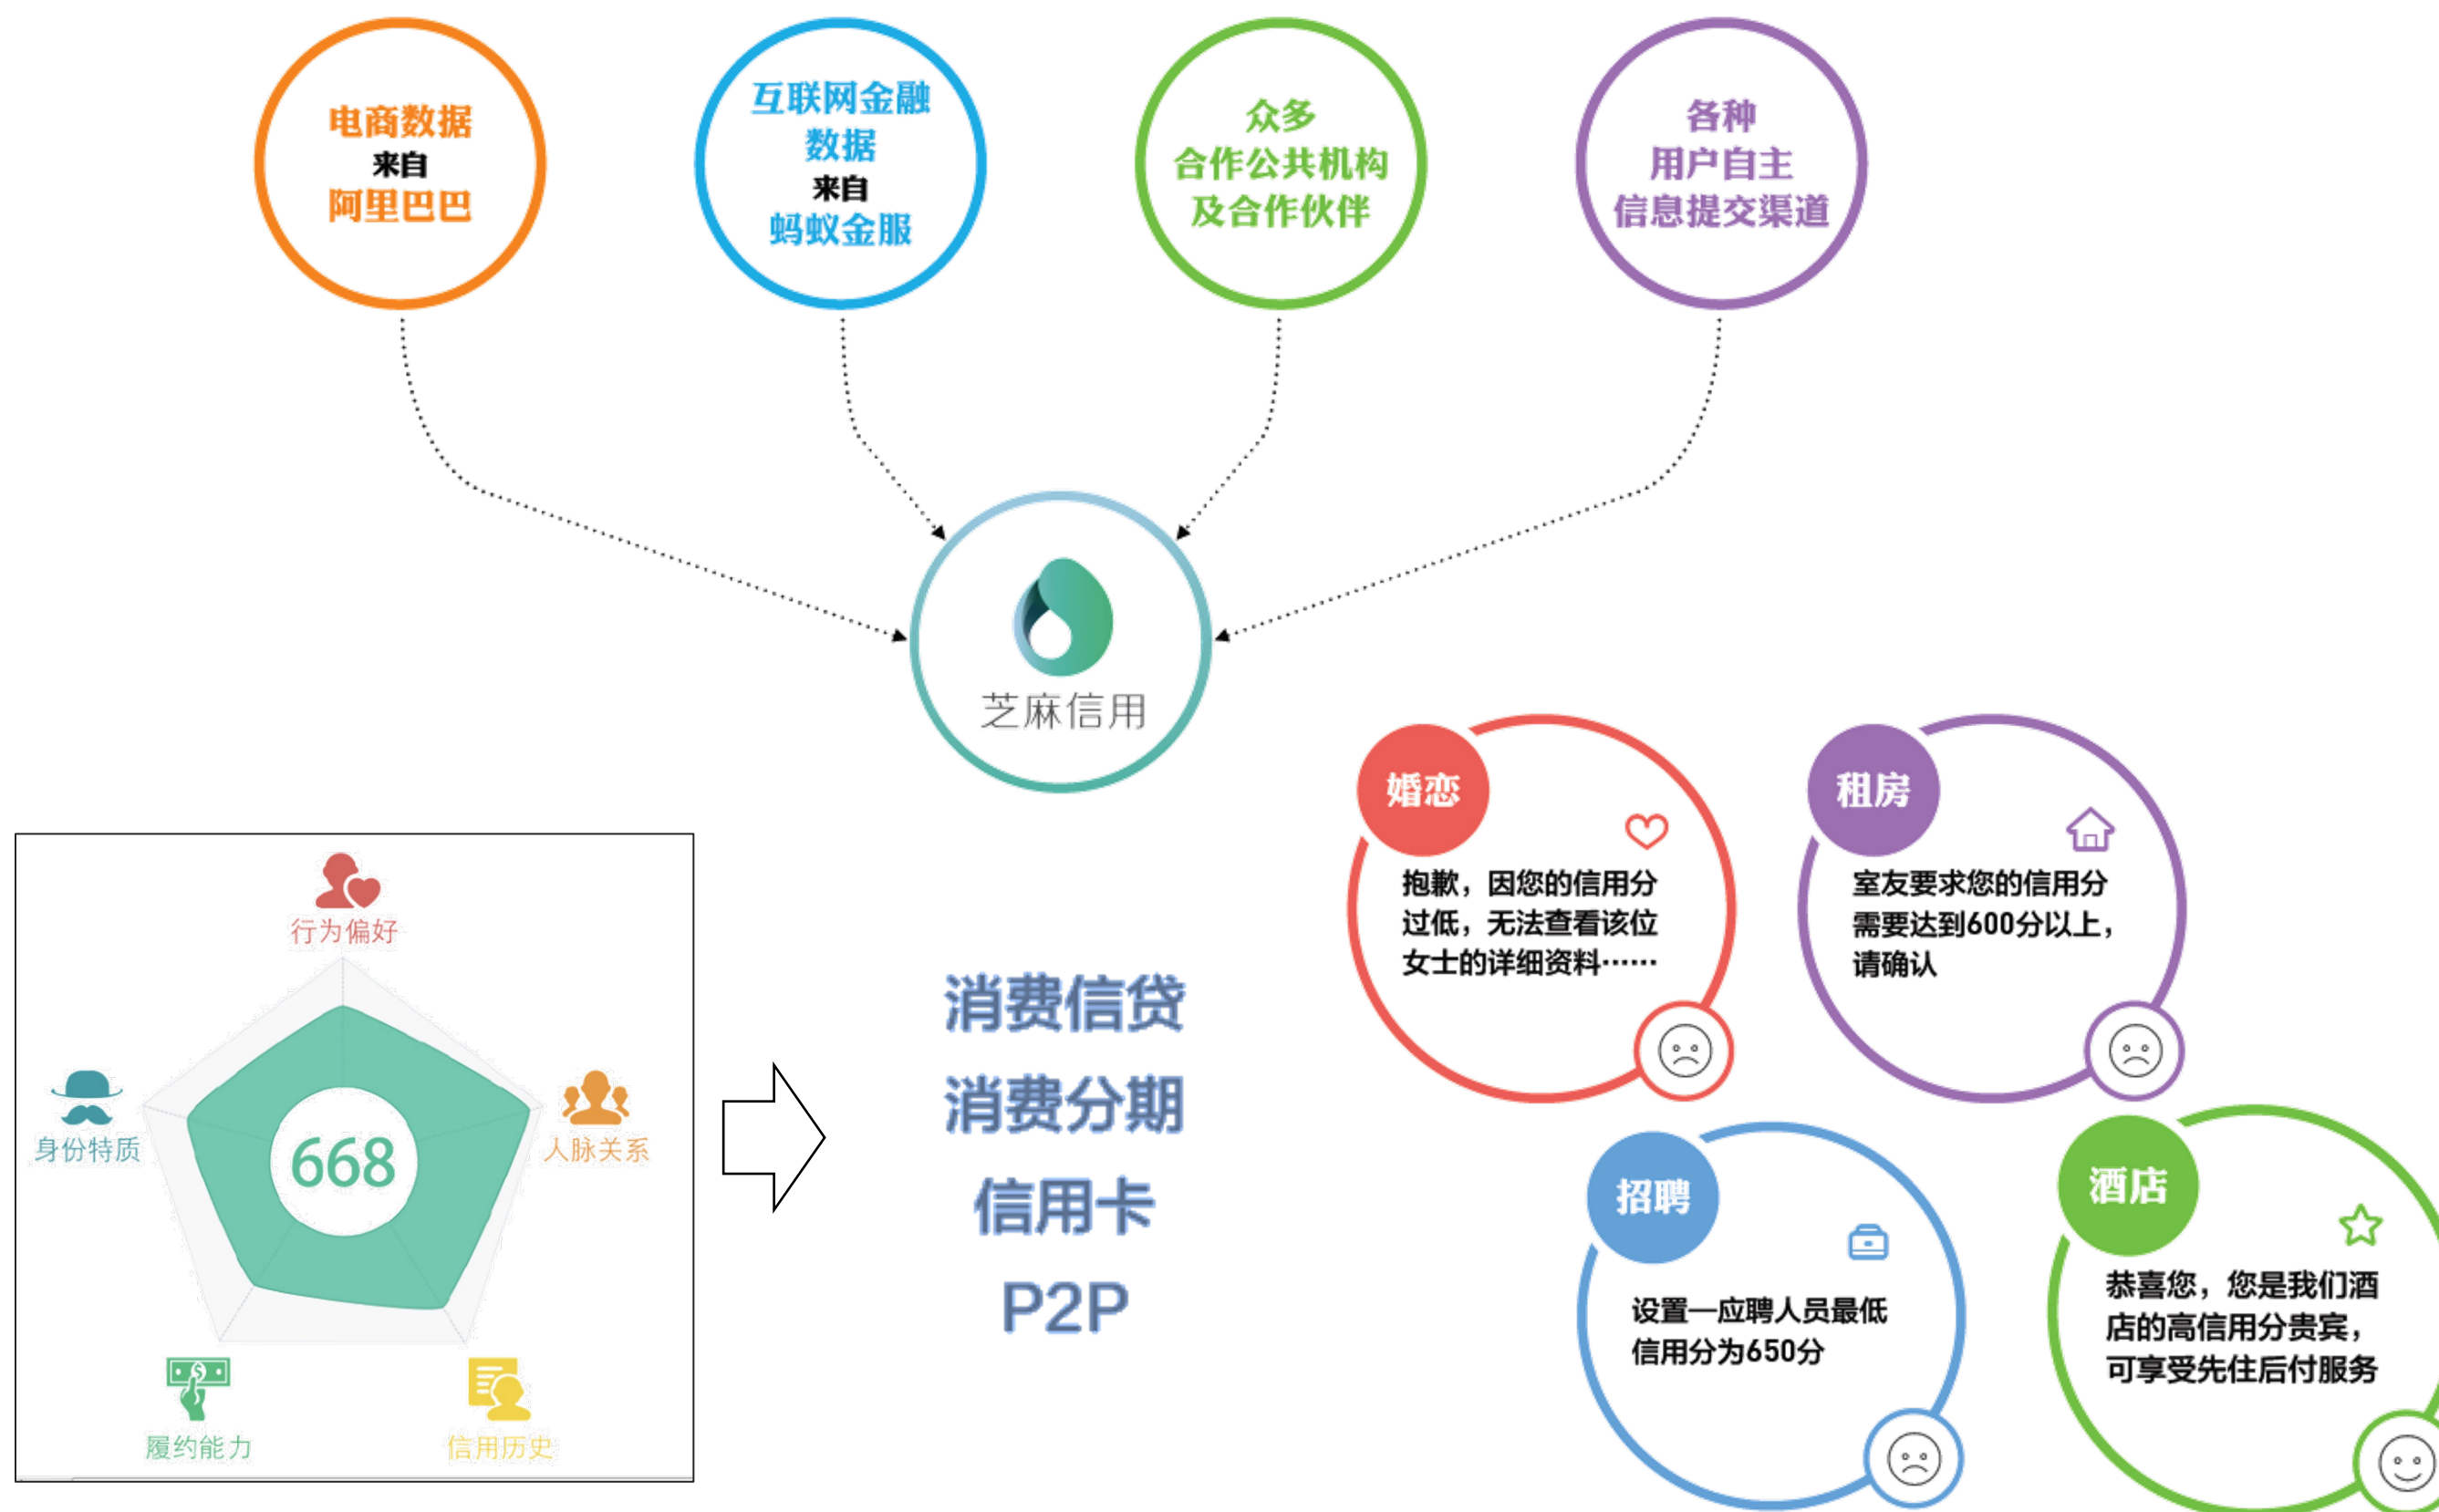 电商数据
来自
阿里巴巴
互联网金融
数据
来自
蚂蚁金服
众多
合作公共机构
及合作伙伴
各种
用户自主
信息提交渠道
芝麻信用
行为偏好
身份特质
668
人脉关系
履约能力
信用历史
消费信贷
消费分期
信用卡
P2P
婚恋
抱歉，因您的信用分
过低，无法查看该位
女士的详细资料……
租房
室友要求您的信用分
需要达到600分以上，
请确认
招聘
设置一应聘人员最低
信用分为650分
酒店
恭喜您，您是我们酒
店的高信用分贵宾，
可享受先住后付服务